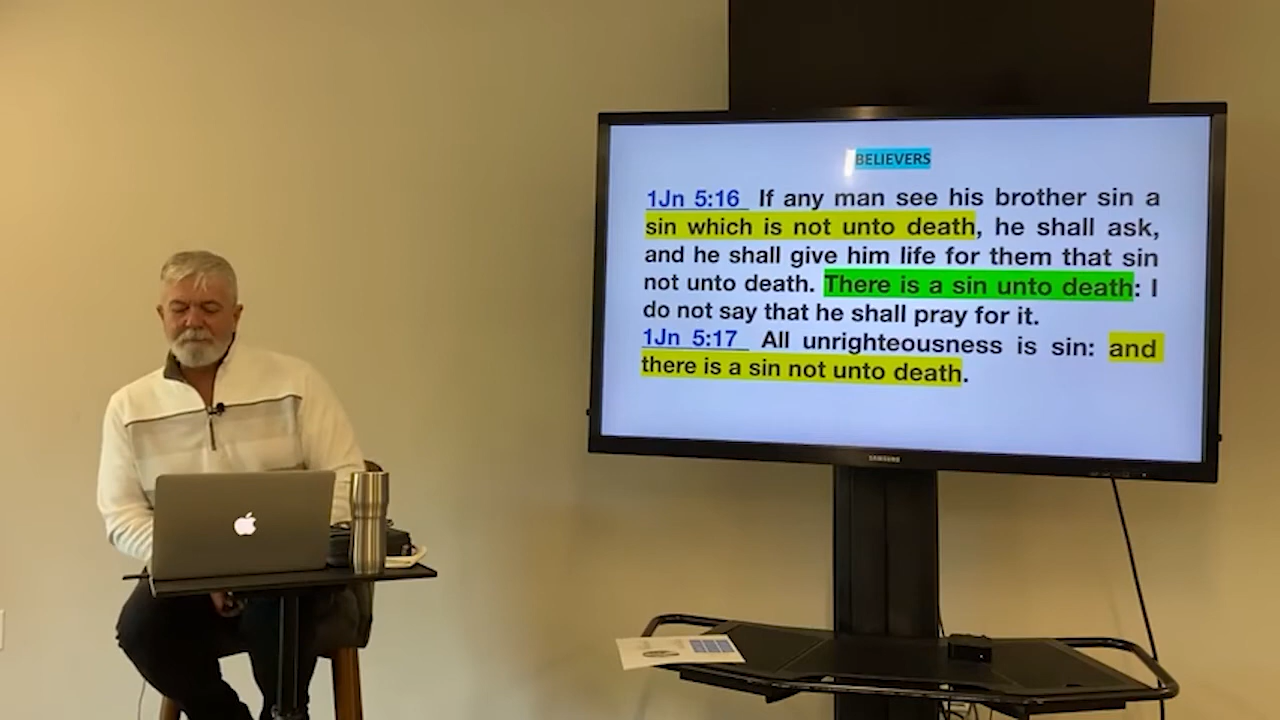 BELIEVERS
1Jn 5:16 If any man see his brother sin a
sin which is not unto death, he shall ask,
and he shall give him life for them that sin
not unto death. There is a sin unto death: I
do not say that he shall pray for it.
1Jn 5:17 All unrighteousness is sin: and
there is a sin not unto death.
SAMSUNG